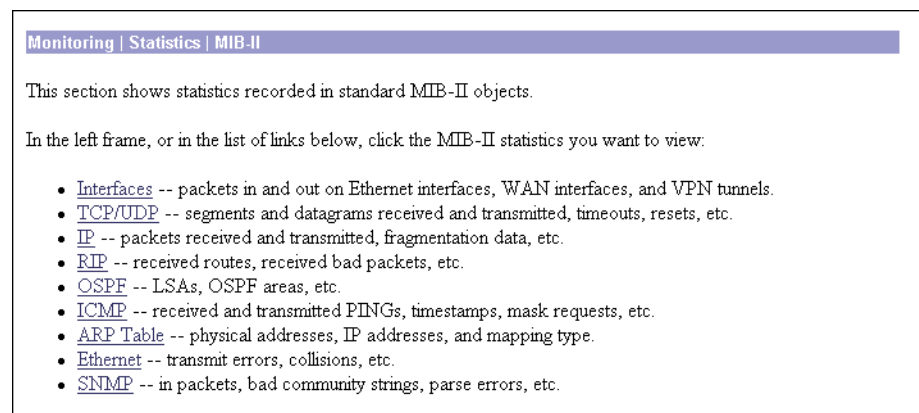 Monitoring | Statistics | MIB-II
This section shows statistics recorded in standard MIB-II objects.
In the left frame, or in the list of links below, click the MIB-II statistics you want to view:
• Interfaces -- packets in and out on Ethernet interfaces, WAN interfaces, and VPN tunnels.
• TCP/UDP -- segments and datagrams received and transmitted, timeouts, resets, etc.
• IP -- packets received and transmitted, fragmentation data, etc.
• RIP -- received routes, received bad packets, etc.
• OSPF -- LSAs, OSPF areas, etc.
• ICMP -- received and transmitted PINGs, timestamps, mask requests, etc.
• ARP Table -- physical addresses, IP addresses, and mapping type.
• Ethernet -- transmit errors, collisions, etc.
• SNMP -- in packets, bad community strings, parse errors, etc.